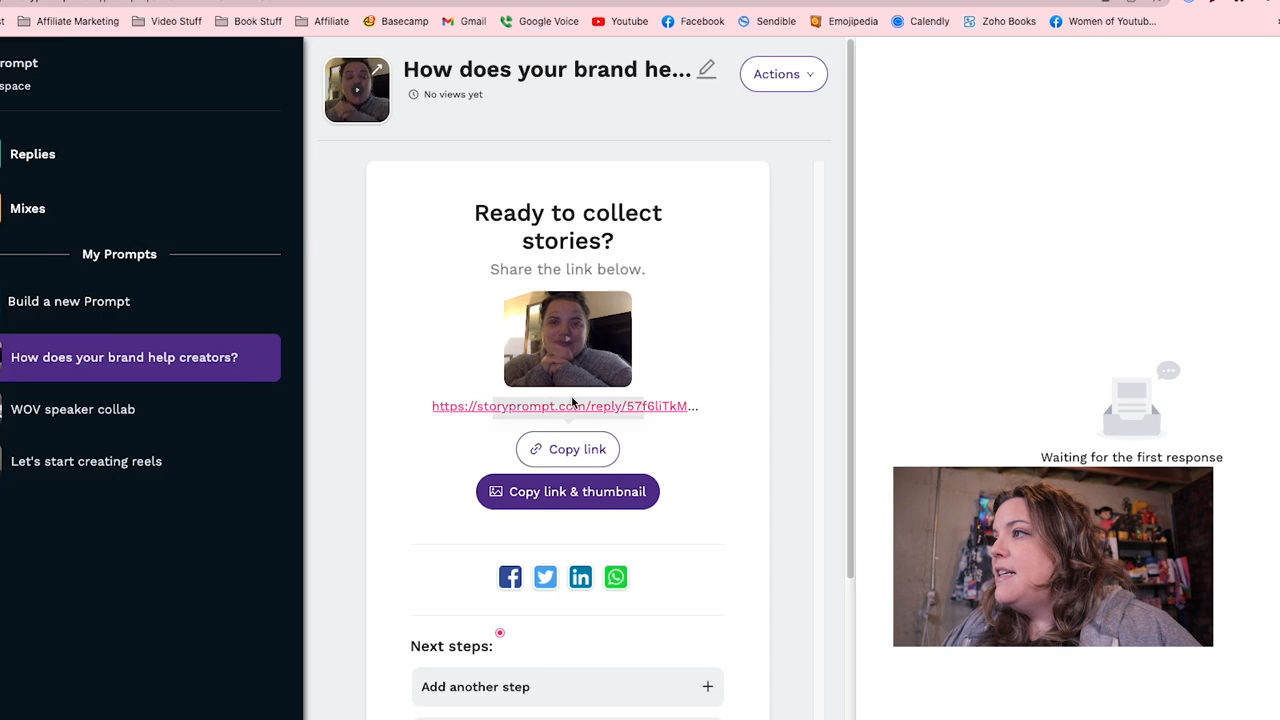 st Affiliate Marketing Video Stuff Book Stuff Affiliate Basecamp Gmail Google Voice Youtube Facebook Sendible Emojipedia Calendly Zoho Books Women of Youtub...
rompt
space
Replies
Mixes
My Prompts
Build a new Prompt
How does your brand help creators?
WOV speaker collab
Let's start creating reels
How does your brand he...
No views yet
Actions
Ready to collect
stories?
Share the link below.
https://storyprompt.com/reply/57f6liTkM...
Copy link
Copy link & thumbnail
Next steps:
Add another step
Waiting for the first response